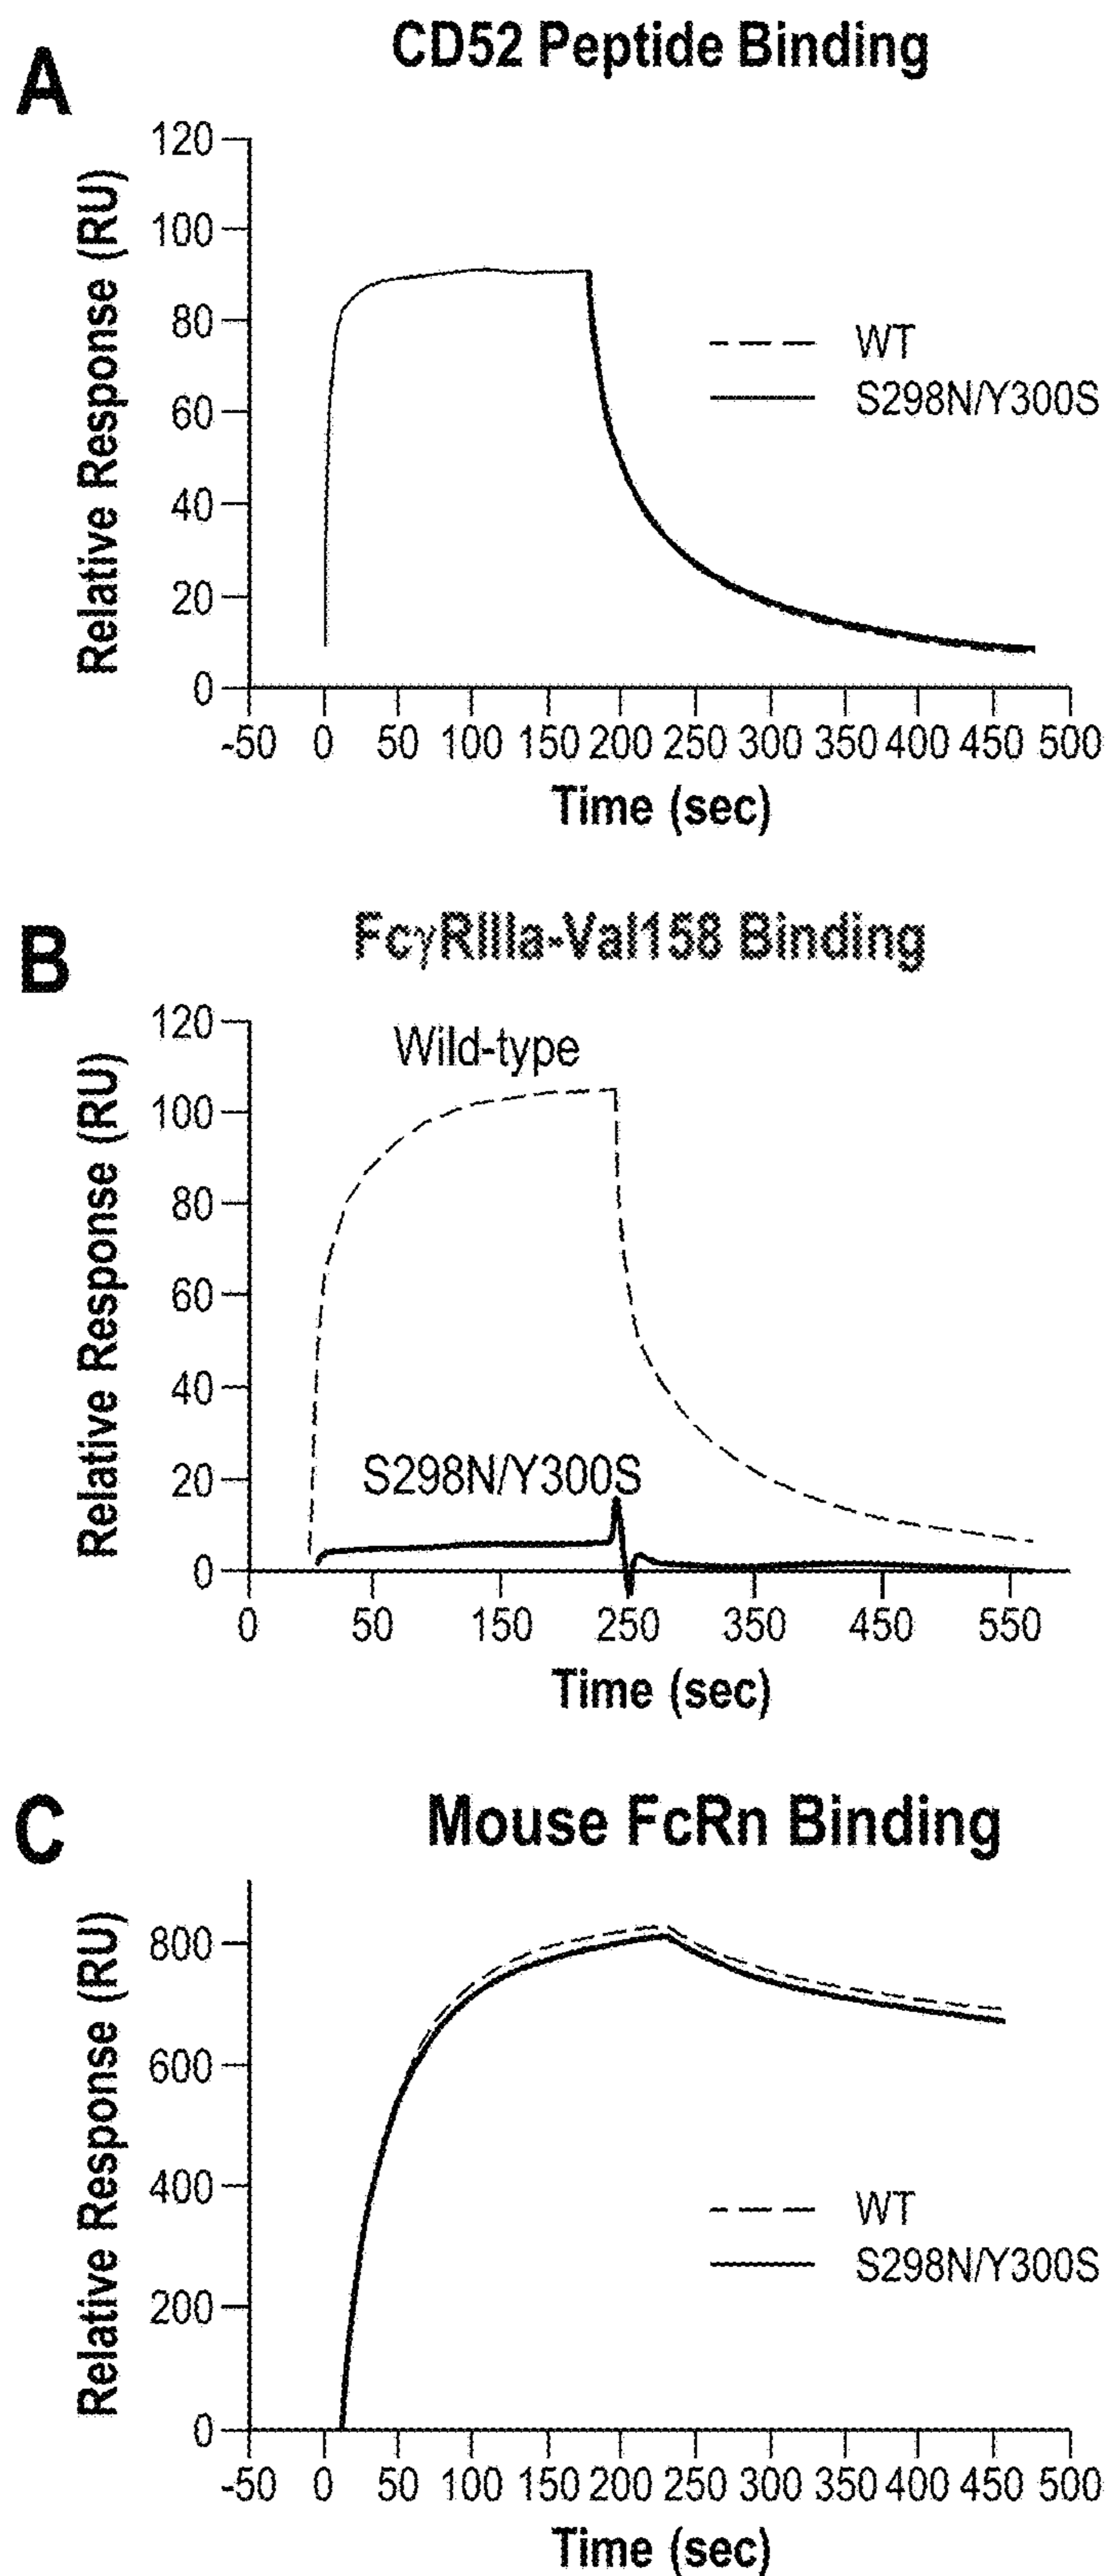 A
CD52 Peptide Binding
Relative Response (RU)
120
100
80
60
40
20
0
WT
S298N/Y300S
-50 0 50 100 150 200 250 300 350 400 450 500
Time (sec)
B
FcγRIIIa-Val158 Binding
Relative Response (RU)
120
100
80
60
40
20
0
Wild-type
S298N/Y300S
0 50 150 250 350 450 550
Time (sec)
C
Mouse FcRn Binding
Relative Response (RU)
800
600
400
200
0
WT
S298N/Y300S
-50 0 50 100 150 200 250 300 350 400 450 500
Time (sec)